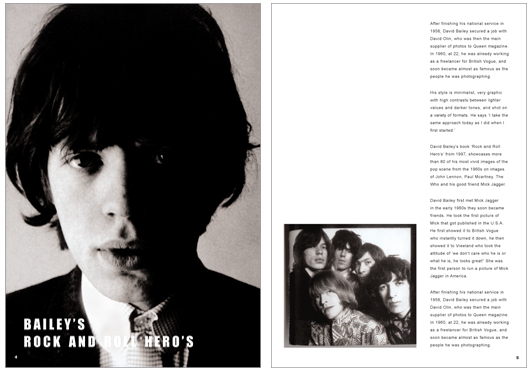 BAILEY'S
ROCK AND ROLL HERO'S
4
After finishing his national service in
1958, David Bailey secured a job with
David Olin, who was then the main
supplier of photos to Queen magazine
In 1960, at 22, he was already working
as a freelancer for British Vogue, and
soon became almost as famous as the
people he was photographing.
His style is minimalist, very graphic
with high contrasts between lighter
values and darker tones, and shot on
a variety of formats. He says 'I take the
same approach today as I did when I
first started.'
David Bailey's book 'Rock and Roll
Hero's' from 1997, showcases more
than 80 of his most vivid images of the
pop scene from the 1960s on images
of John Lennon, Paul Mcartney, The
Who and his good friend Mick Jagger.
David Bailey first met Mick Jagger
in the early 1960s they soon became
friends. He took the first picture of
Mick that got published in the U.S.A.
He first showed it to British Vogue
who instantly turned it down, he then
showed it to Vreeland who took the
attitude of 'we don't care who he is or
what he is, he looks great!' She was
the first person to run a picture of Mick
Jagger in America.
After finishing his national service in
1958, David Bailey secured a job with
David Olin, who was then the main
supplier of photos to Queen magazine
In 1960, at 22, he was already working
as a freelancer for British Vogue, and
soon became almost as famous as the
people he was photographing.